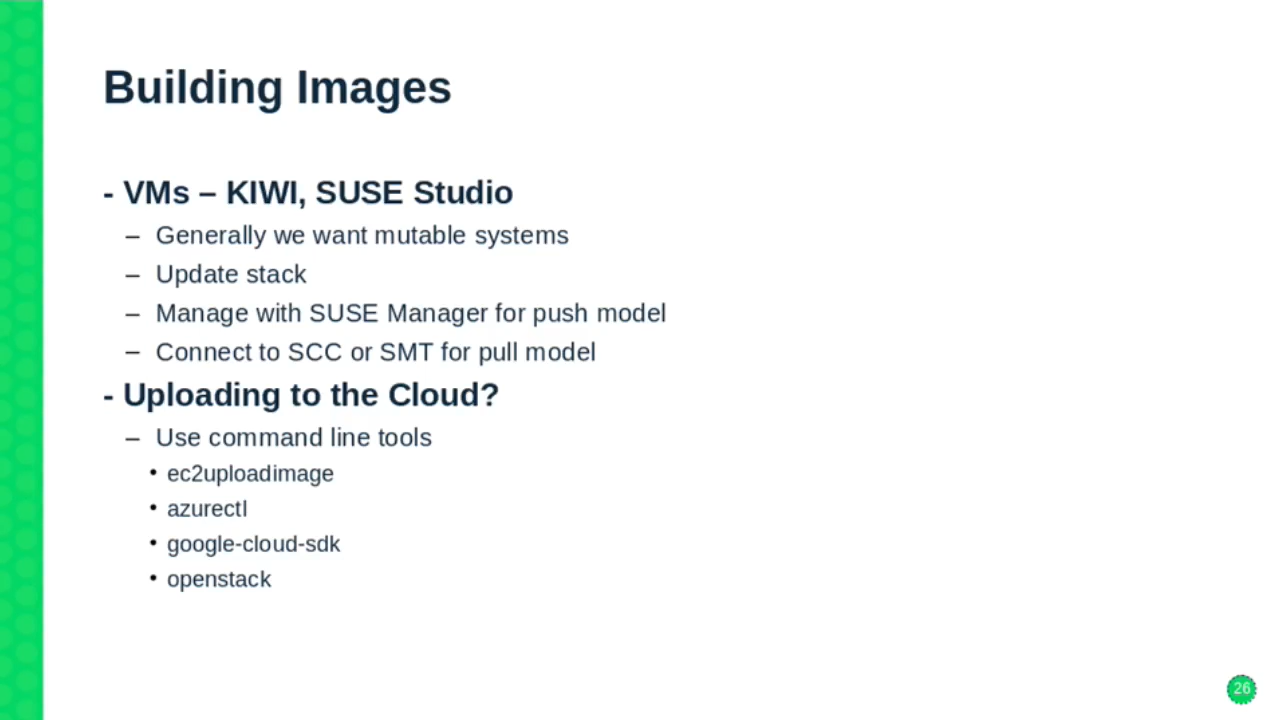 Building Images
- VMs – KIWI, SUSE Studio
– Generally we want mutable systems
– Update stack
– Manage with SUSE Manager for push model
– Connect to SCC or SMT for pull model
- Uploading to the Cloud?
– Use command line tools
• ec2uploadimage
• azurectl
• google-cloud-sdk
• openstack
26